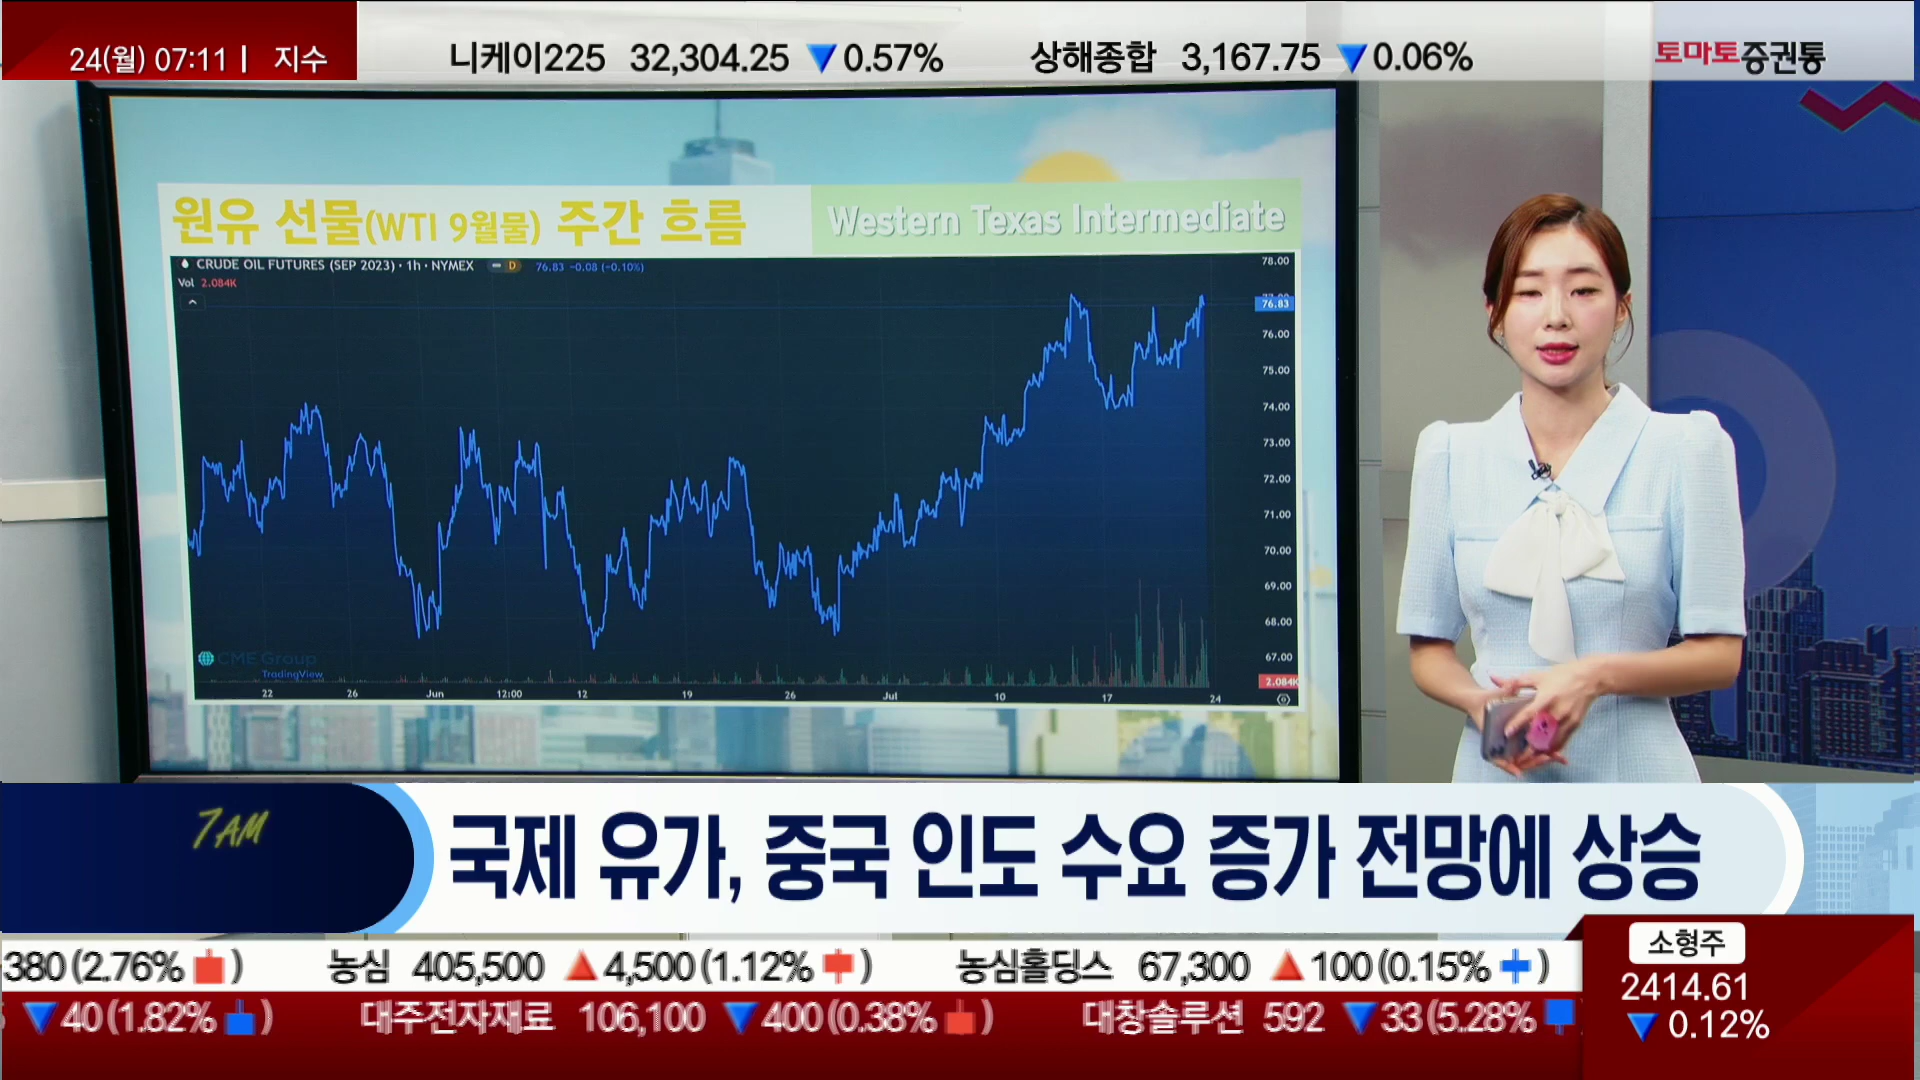 24(월) 07:11 | 지수
니케이225 32,304.25 ▼0.57% 상해종합 3,167.75 ▼0.06%
토마토증권통
원유 선물(WTI 9월물) 주간 흐름
Western Texas Intermediate
CRUDE OIL FUTURES (SEP 2023) · 1h · NYMEX D 76.83 −0.08 (−0.10%)
Vol 2.084K
78.00
76.83
76.00
75.00
74.00
73.00
72.00
71.00
70.00
69.00
68.00
67.00
2.084K
CME Group
TradingView
22 26 Jun 12:00 12 19 26 Jul 10 17 24
7AM
국제 유가, 중국 인도 수요 증가 전망에 상승
380(2.76%) 농심 405,500 ▲4,500(1.12%) 농심홀딩스 67,300 ▲100(0.15%)
▼40(1.82%) 대주전자재료 106,100 ▼400(0.38%) 대창솔루션 592 ▼33(5.28%)
소형주
2414.61
▼0.12%